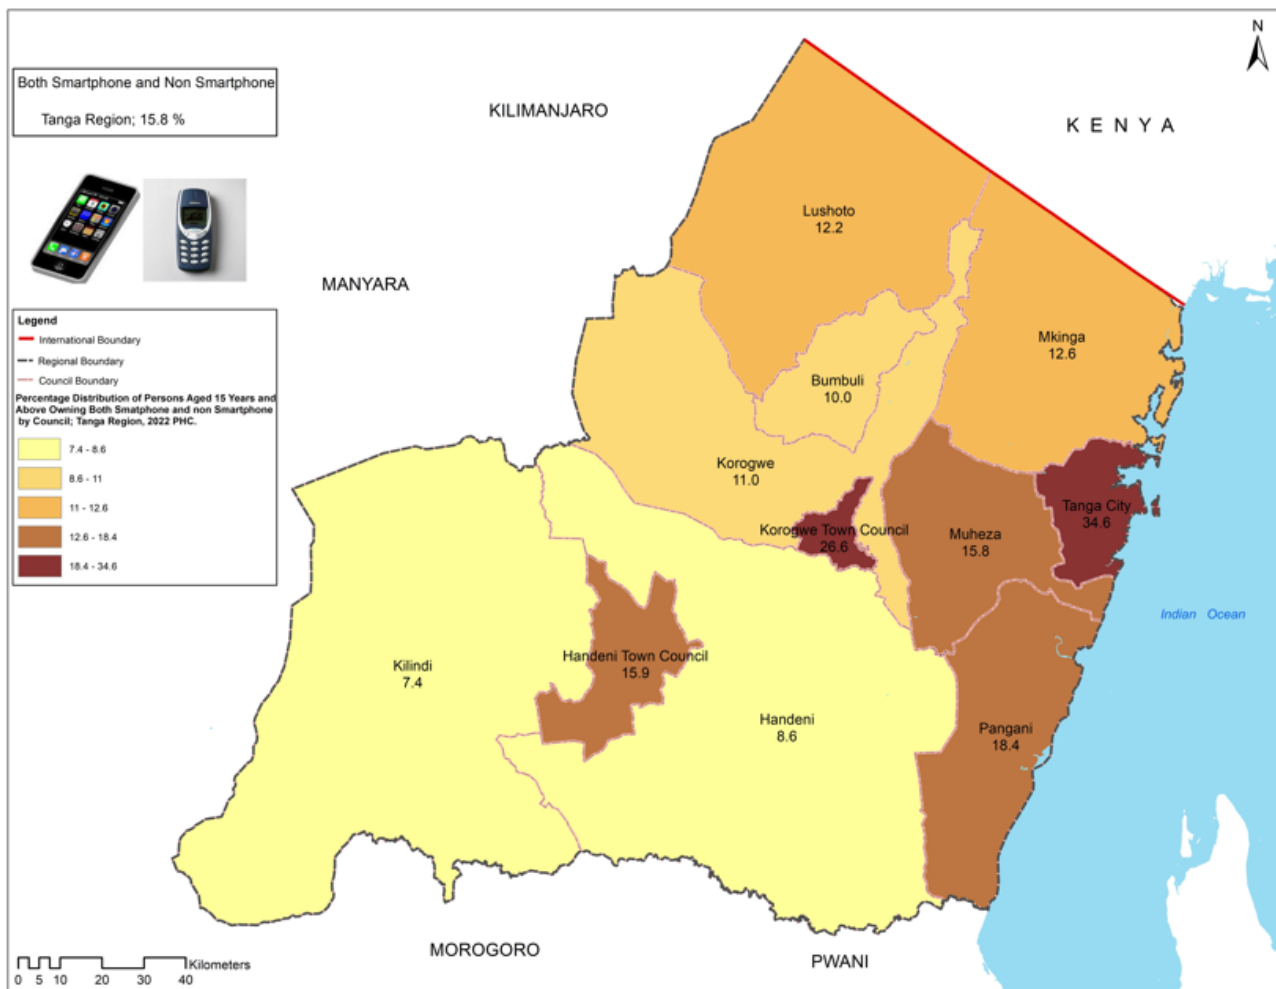 Both Smartphone and Non Smartphone
Tanga Region; 15.8 %
Legend
International Boundary
Regional Boundary
Council Boundary
Percentage Distribution of Persons Aged 15 Years and
Above Owning Both Smatphone and non Smartphone
by Council; Tanga Region, 2022 PHC.
7.4 - 8.6
8.6 - 11
11 - 12.6
12.6 - 18.4
18.4 - 34.6
N
KILIMANJARO
KENYA
MANYARA
Lushoto
12.2
Mkinga
12.6
Bumbuli
10.0
Korogwe
11.0
Tanga City
34.6
Korogwe Town Council
26.6
Muheza
15.8
Indian Ocean
Handeni Town Council
15.9
Kilindi
7.4
Handeni
8.6
Pangani
18.4
MOROGORO
PWANI
Kilometers
0 5 10 20 30 40